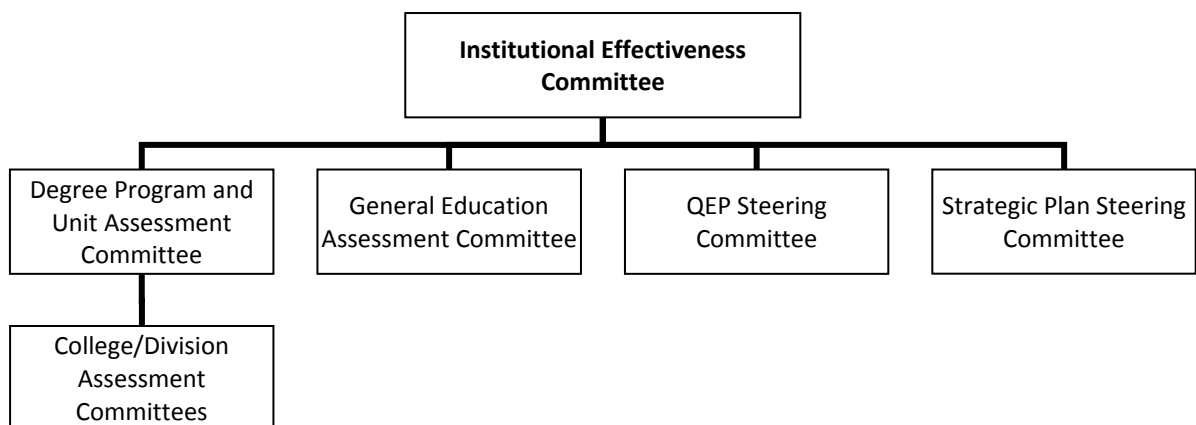 Institutional Effectiveness
Committee
Degree Program and
Unit Assessment
Committee
General Education
Assessment Committee
QEP Steering
Committee
Strategic Plan Steering
Committee
College/Division
Assessment
Committees